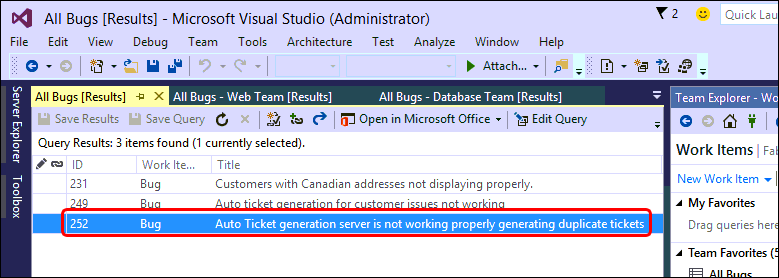 All Bugs [Results] - Microsoft Visual Studio (Administrator)
2
Quick Lau
File Edit View Debug Team Tools Architecture Test Analyze Window Help
Attach...
Server Explorer
Toolbox
All Bugs [Results] All Bugs - Web Team [Results] All Bugs - Database Team [Results]
Save Results Save Query Open in Microsoft Office Edit Query
Query Results: 3 items found (1 currently selected).
ID Work Ite... Title
231 Bug Customers with Canadian addresses not displaying properly.
249 Bug Auto ticket generation for customer issues not working
252 Bug Auto Ticket generation server is not working properly generating duplicate tickets
Team Explorer - Wor
Work Items | Fab
New Work Item
My Favorites
Drag queries here
Team Favorites (5
All Bugs